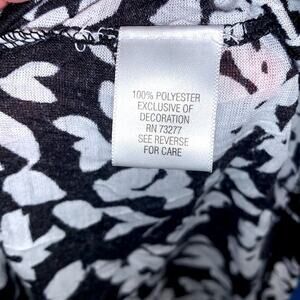 100% POLYESTER
EXCLUSIVE OF
DECORATION
RN 73277
SEE REVERSE
FOR CARE